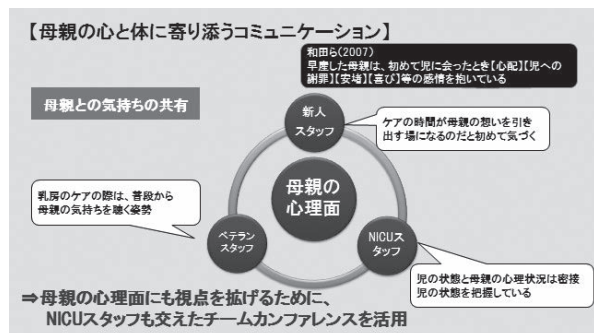 【母親の心と体に寄り添うコミュニケーション】
和田ら(2007)
早産した母親は、初めて児に会ったとき【心配】【児への
謝罪】【安堵】【喜び】等の感情を抱いている
母親との気持ちの共有
新人
スタッフ
ケアの時間が母親の想いを引き
出す場になるのだと初めて気づく
母親の
心理面
乳房のケアの際は、普段から
母親の気持ちを聴く姿勢
ベテラン
スタッフ
NICUス
タッフ
児の状態と母親の心理状況は密接
児の状態を把握している
⇒母親の心理面にも視点を拡げるために、
NICUスタッフも交えたチームカンファレンスを活用